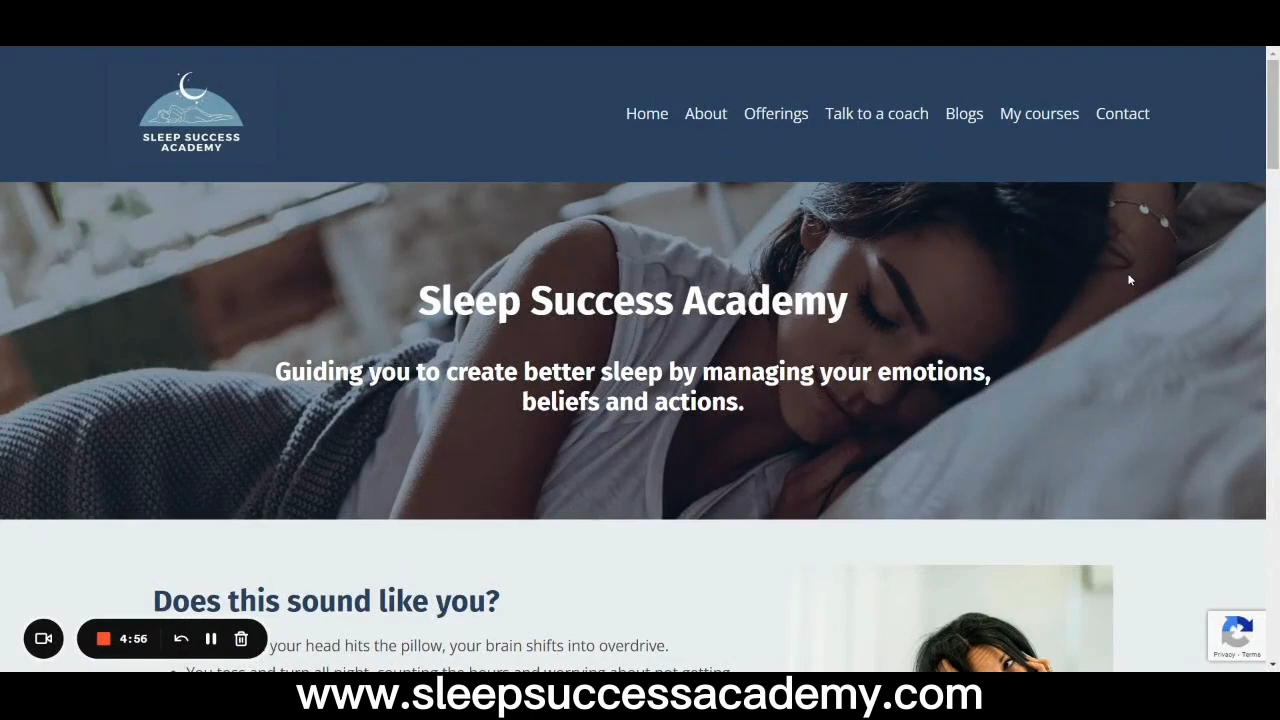 SLEEP SUCCESS
ACADEMY
Home About Offerings Talk to a coach Blogs My courses Contact
Sleep Success Academy
Guiding you to create better sleep by managing your emotions,
beliefs and actions.
Does this sound like you?
your head hits the pillow, your brain shifts into overdrive.
4:56
Privacy - Terms
www.sleepsuccessacademy.com